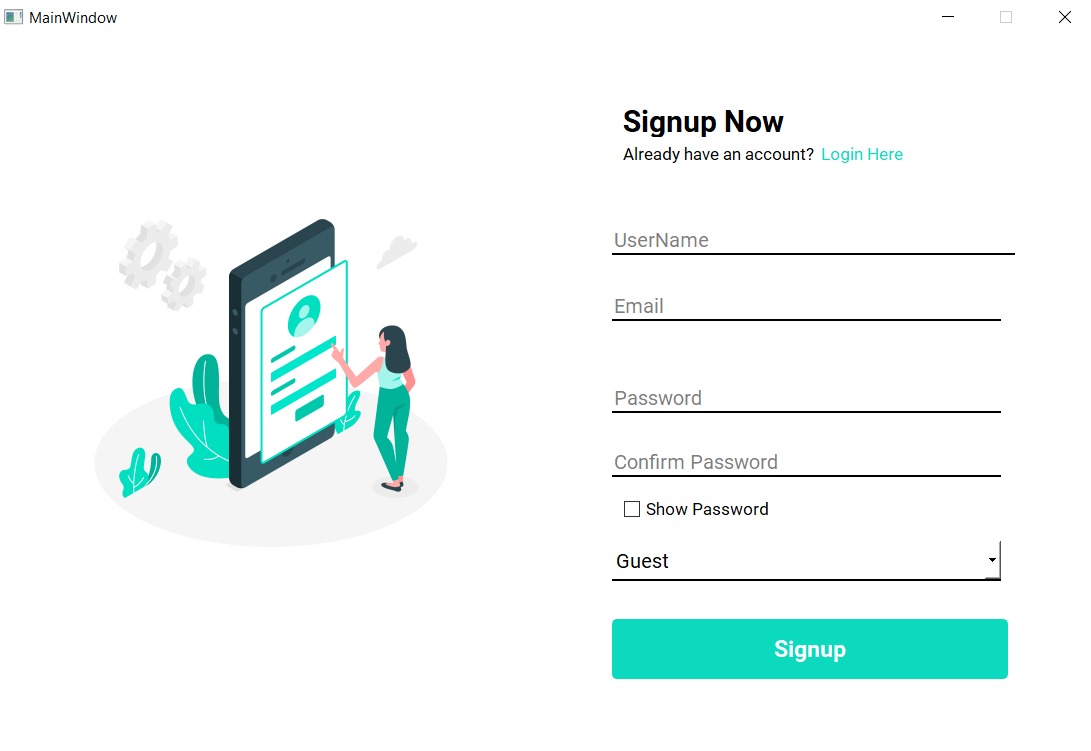 MainWindow
Signup Now
Already have an account? Login Here
UserName
Email
Password
Confirm Password
Show Password
Guest
Signup